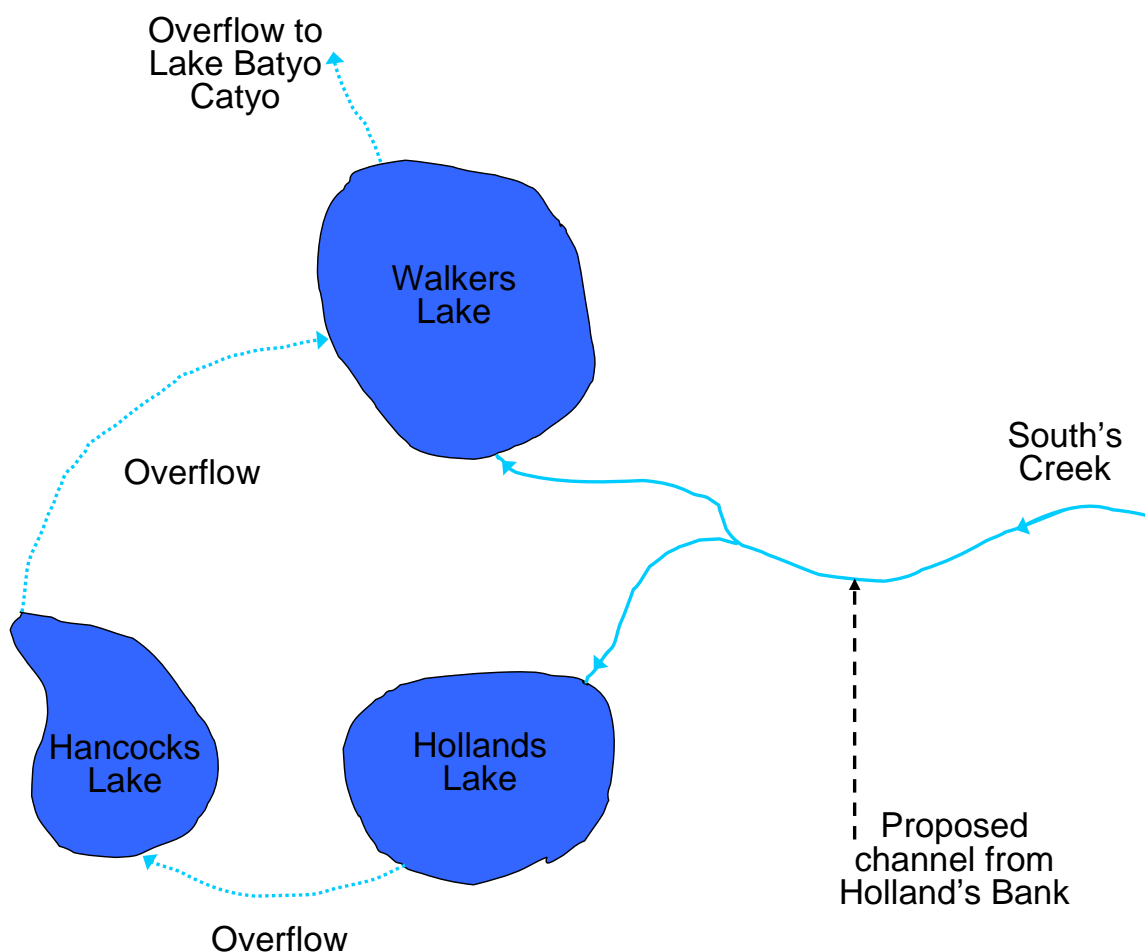 Overflow to
Lake Batyo
Catyo
Walkers
Lake
South's
Creek
Overflow
Hancocks
Lake
Hollands
Lake
Proposed
channel from
Holland's Bank
Overflow